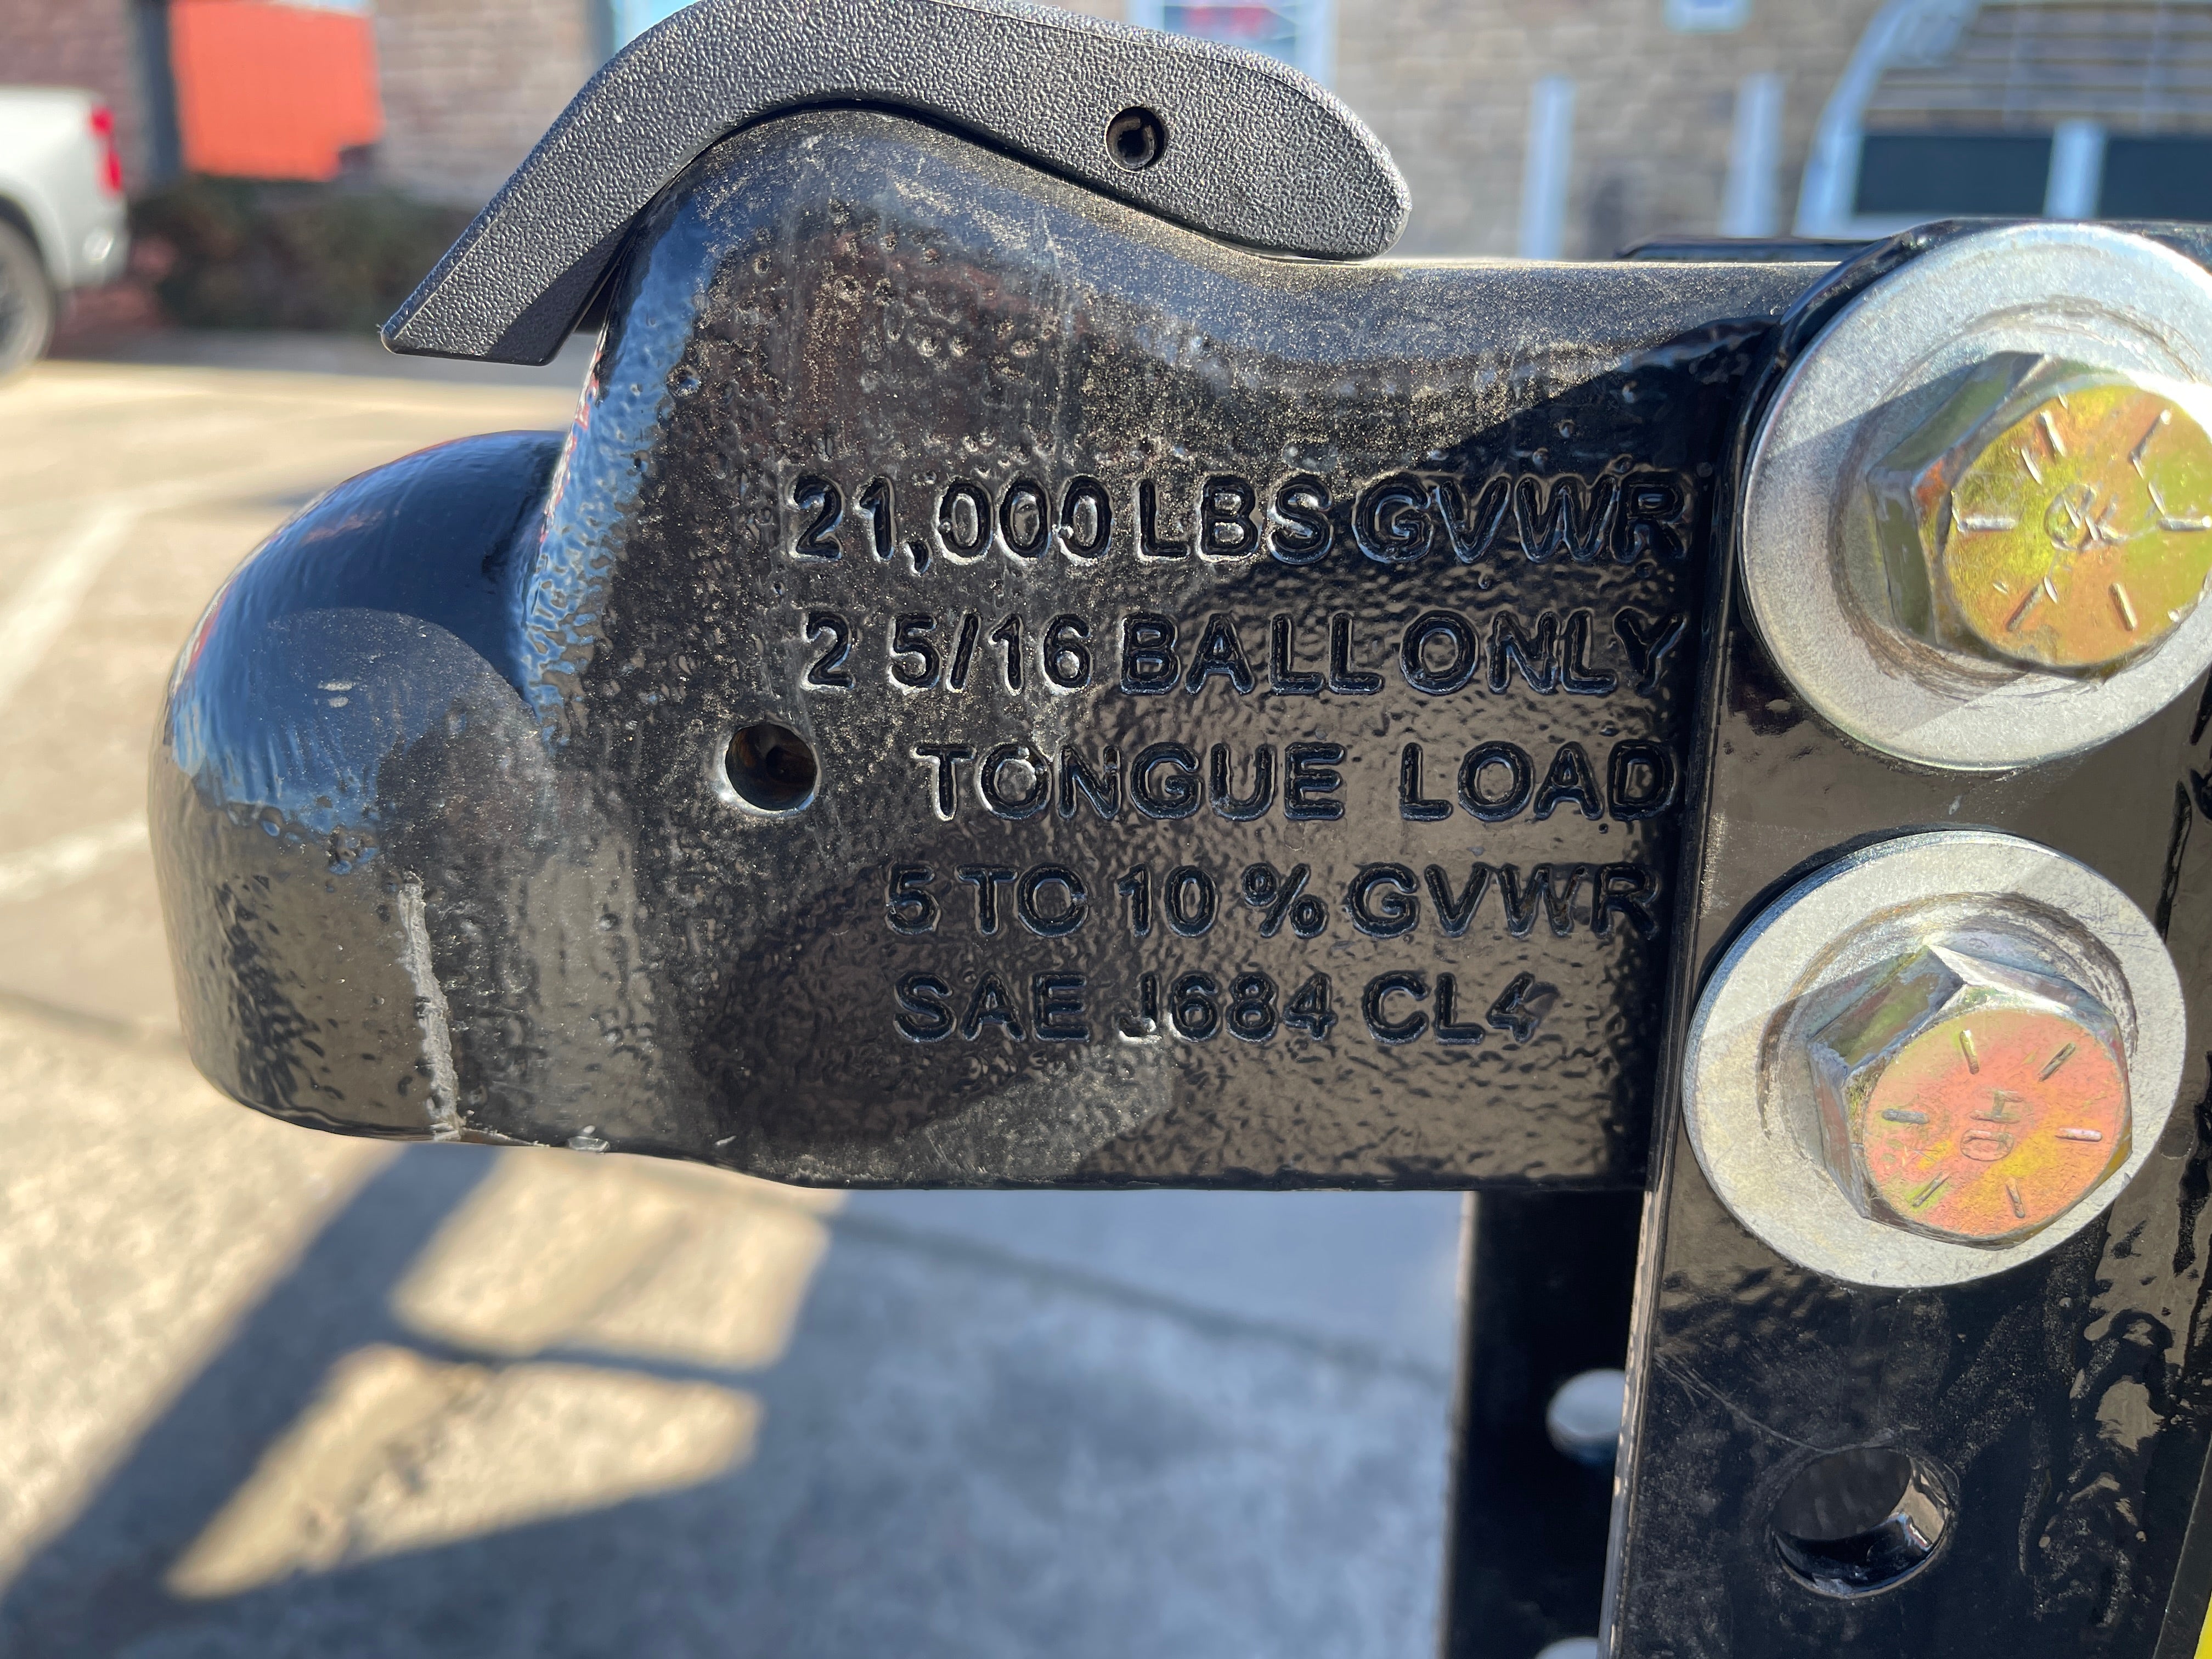 21,000 LBS GVWR
2 5/16 BALL ONLY
TONGUE LOAD
5 TO 10 % GVWR
SAE J684 CL4